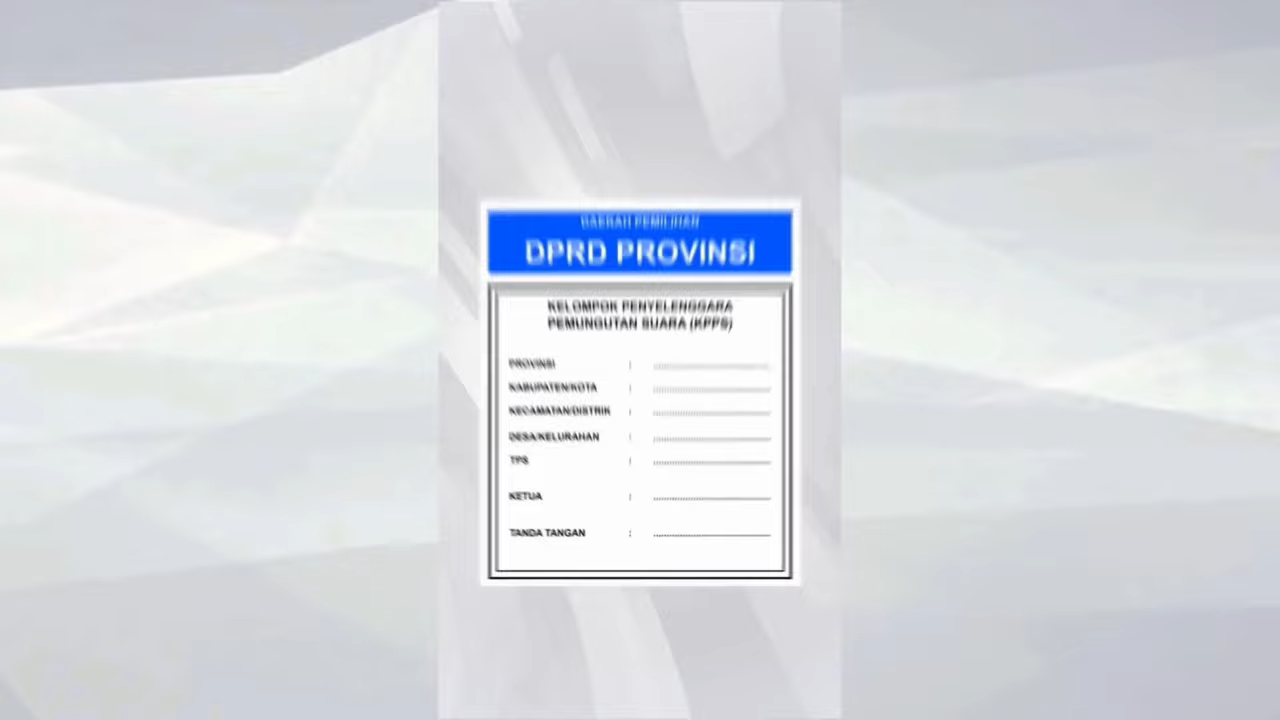 DAERAH PEMILIHAN
DPRD PROVINSI
KELOMPOK PENYELENGGARA
PEMUNGUTAN SUARA (KPPS)
PROVINSI : ....................
KABUPATEN/KOTA : ....................
KECAMATAN/DISTRIK : ....................
DESA/KELURAHAN : ....................
TPS : ....................
KETUA : ....................
TANDA TANGAN : ....................